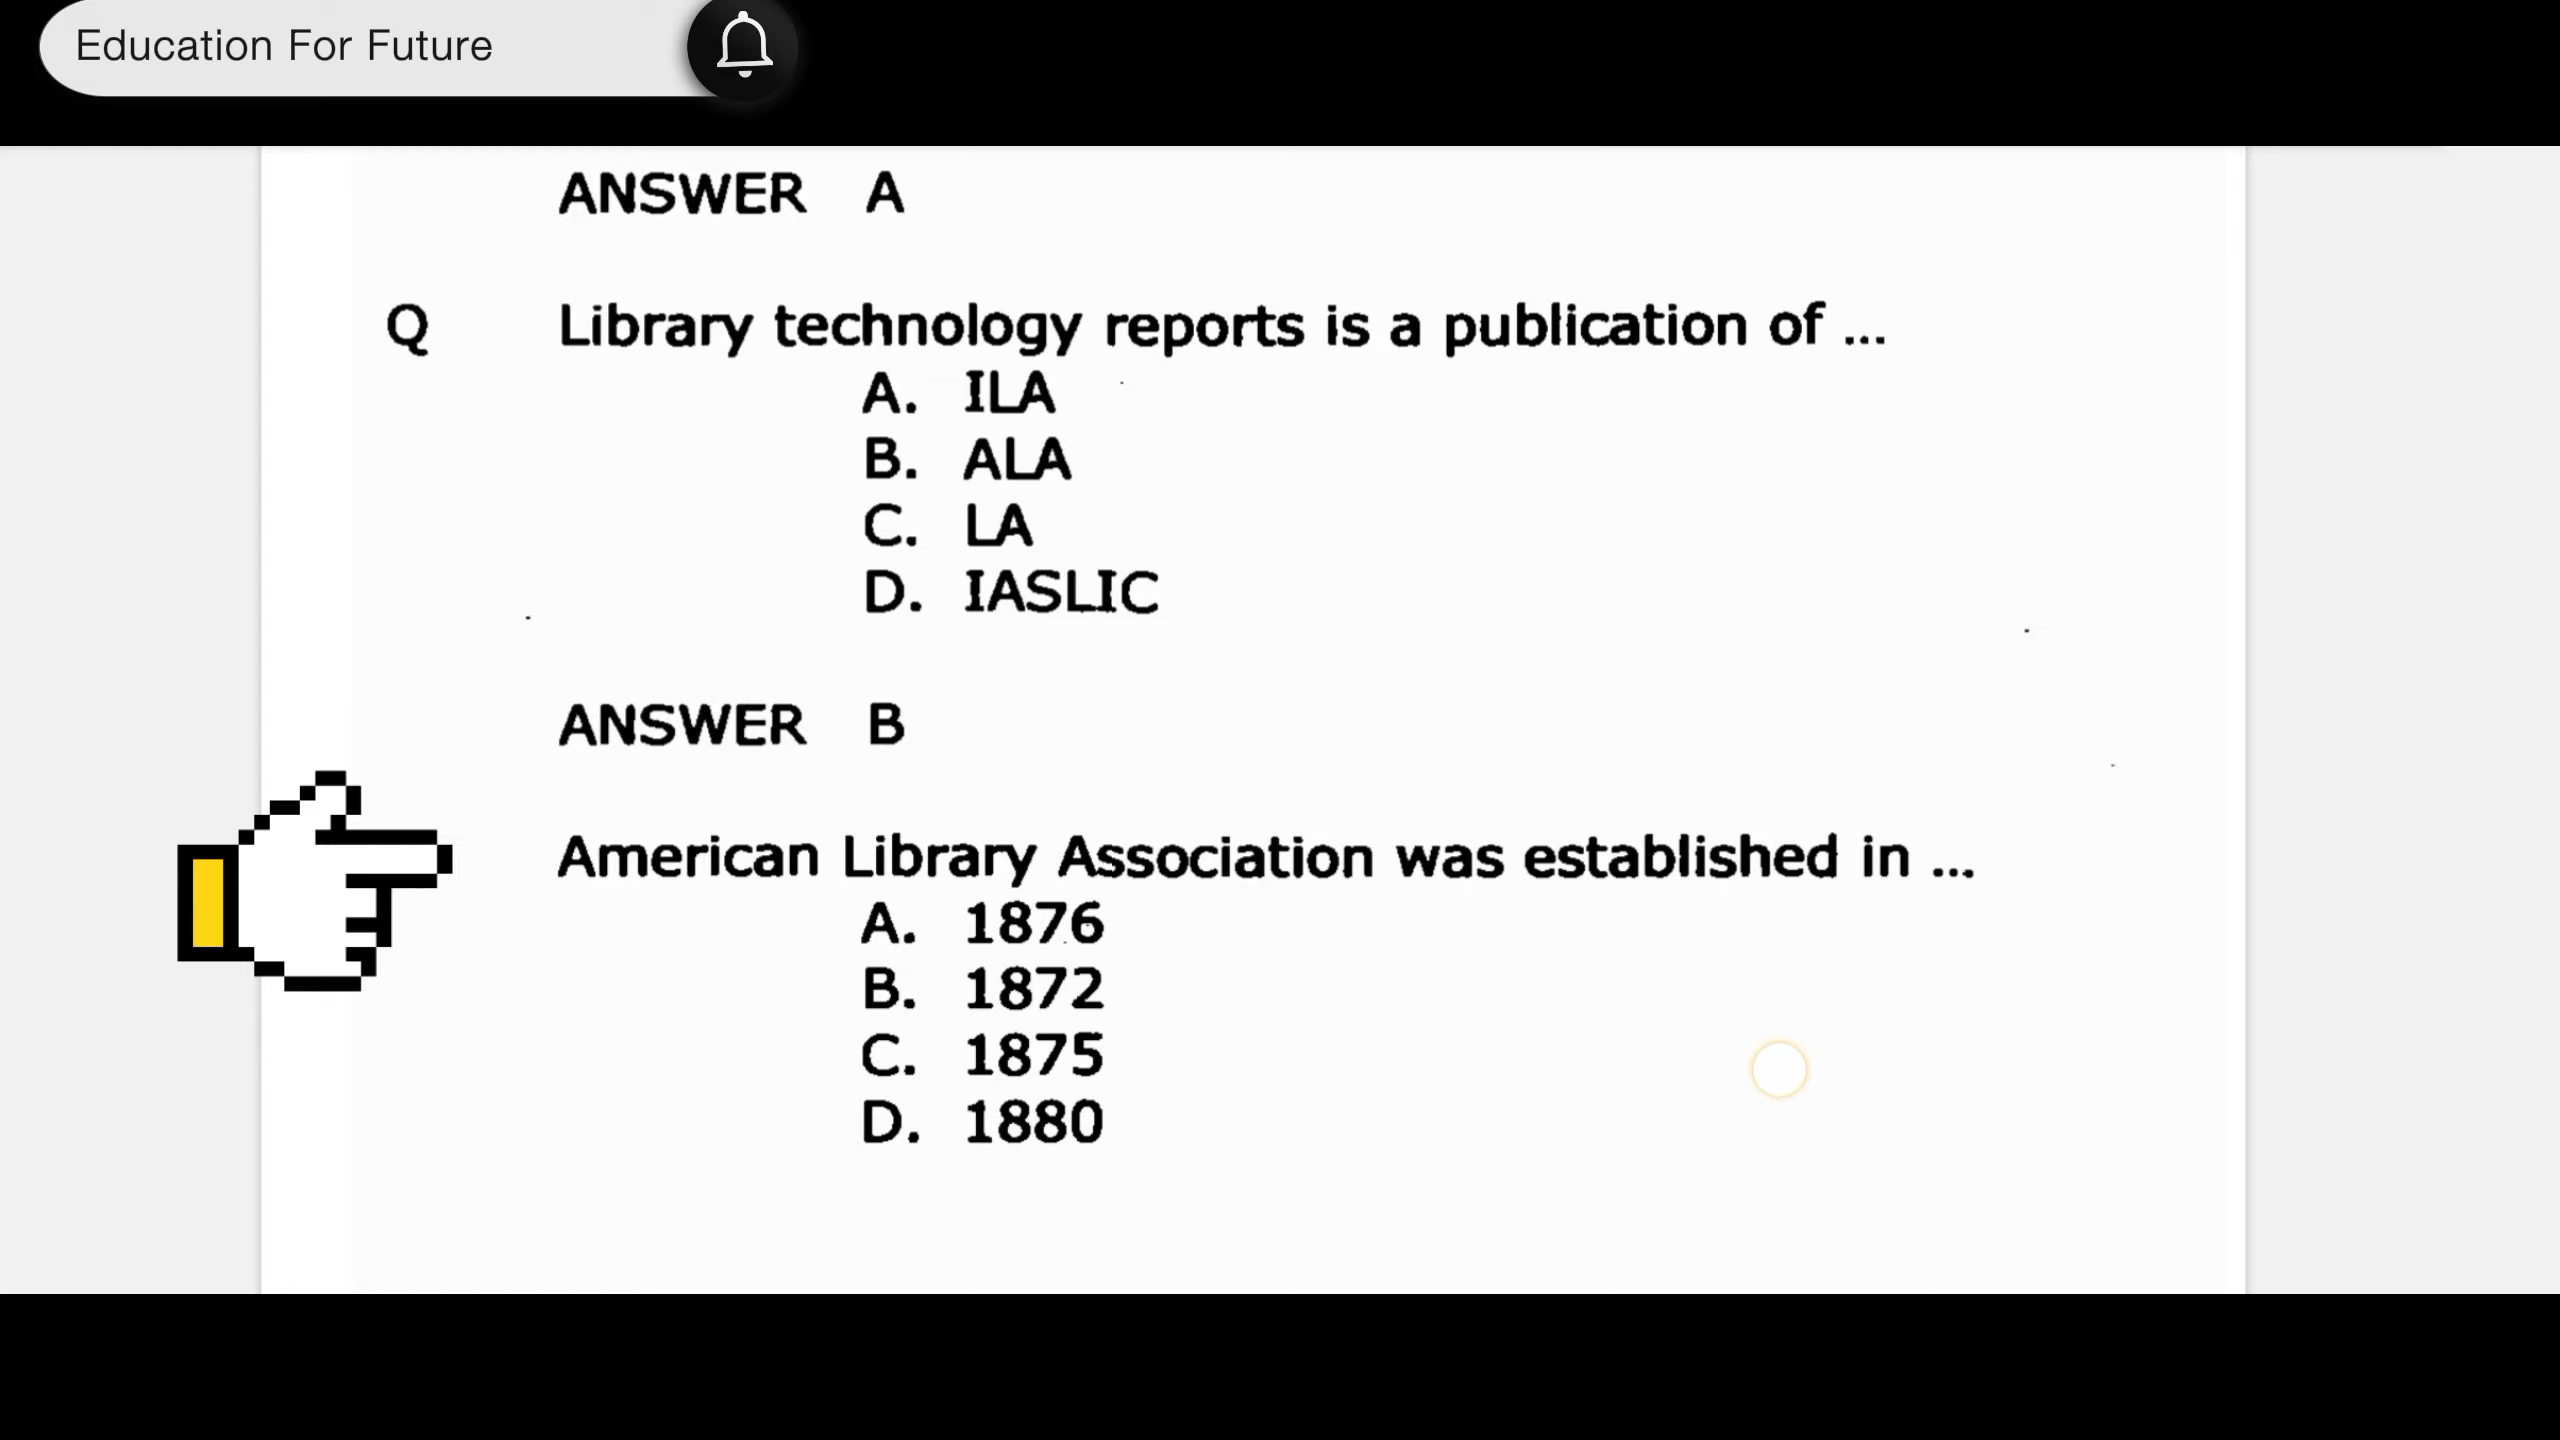 Education For Future
ANSWER A
Q Library technology reports is a publication of ...
A. ILA
B. ALA
C. LA
D. IASLIC
ANSWER B
American Library Association was established in ...
A. 1876
B. 1872
C. 1875
D. 1880